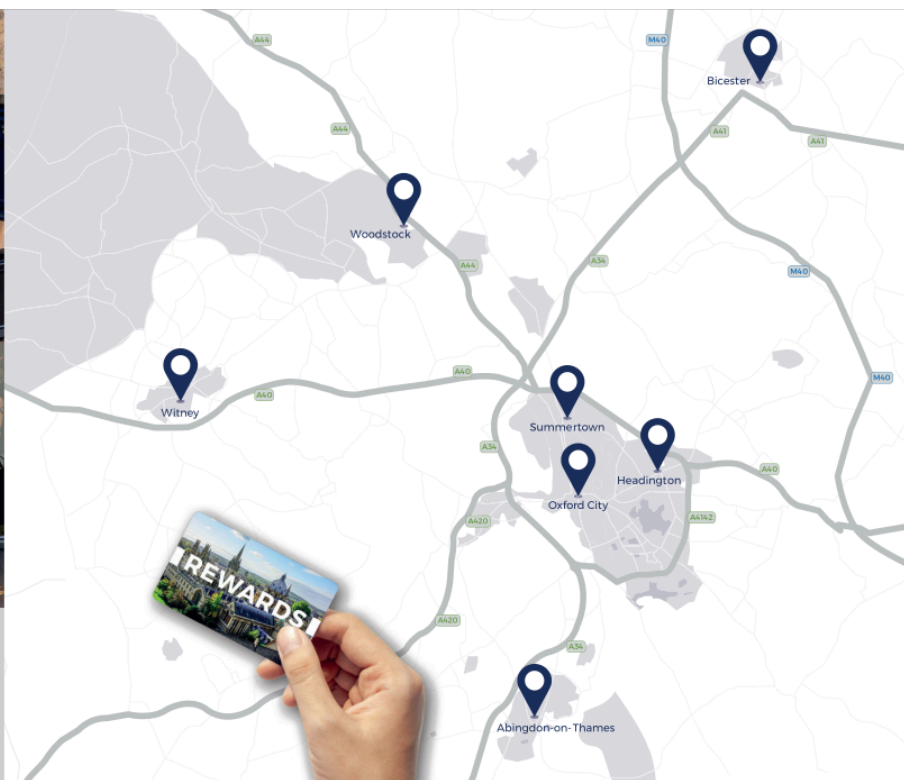 A44
M40
Bicester
A44
A41
A41
Woodstock
A44
A34
M40
A40
A40
M40
Witney
Summertown
A34
Headington
A40
Oxford City
A420
A4142
REWARDS
A420
A34
Abingdon-on-Thames